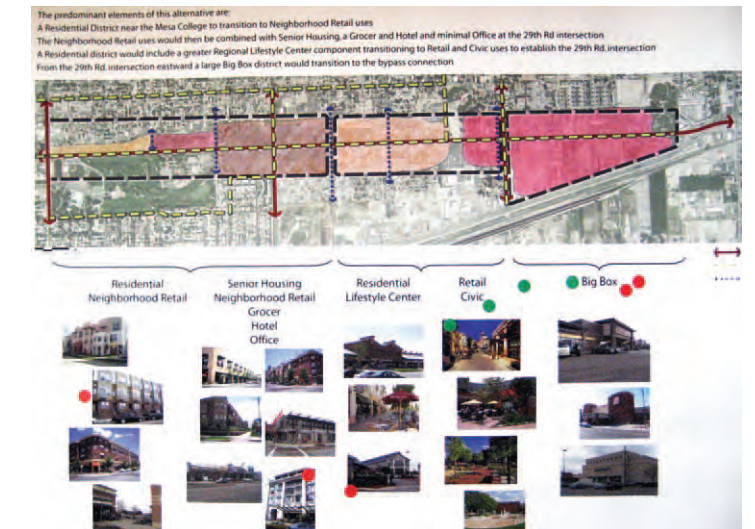 The predominant elements of this alternative are:
A Residential District near the Mesa College to transition to Neighborhood Retail uses
The Neighborhood Retail uses would then be combined with Senior Housing, a Grocer and Hotel and minimal Office at the 29th Rd intersection
A Residential district would include a greater Regional Lifestyle Center component transitioning to Retail and Civic uses to establish the 29th Rd. intersection
From the 29th Rd. intersection eastward a large Big Box district would transition to the bypass connection
Residential
Neighborhood Retail
Senior Housing
Neighborhood Retail
Grocer
Hotel
Office
Residential
Lifestyle Center
Retail
Civic
Big Box